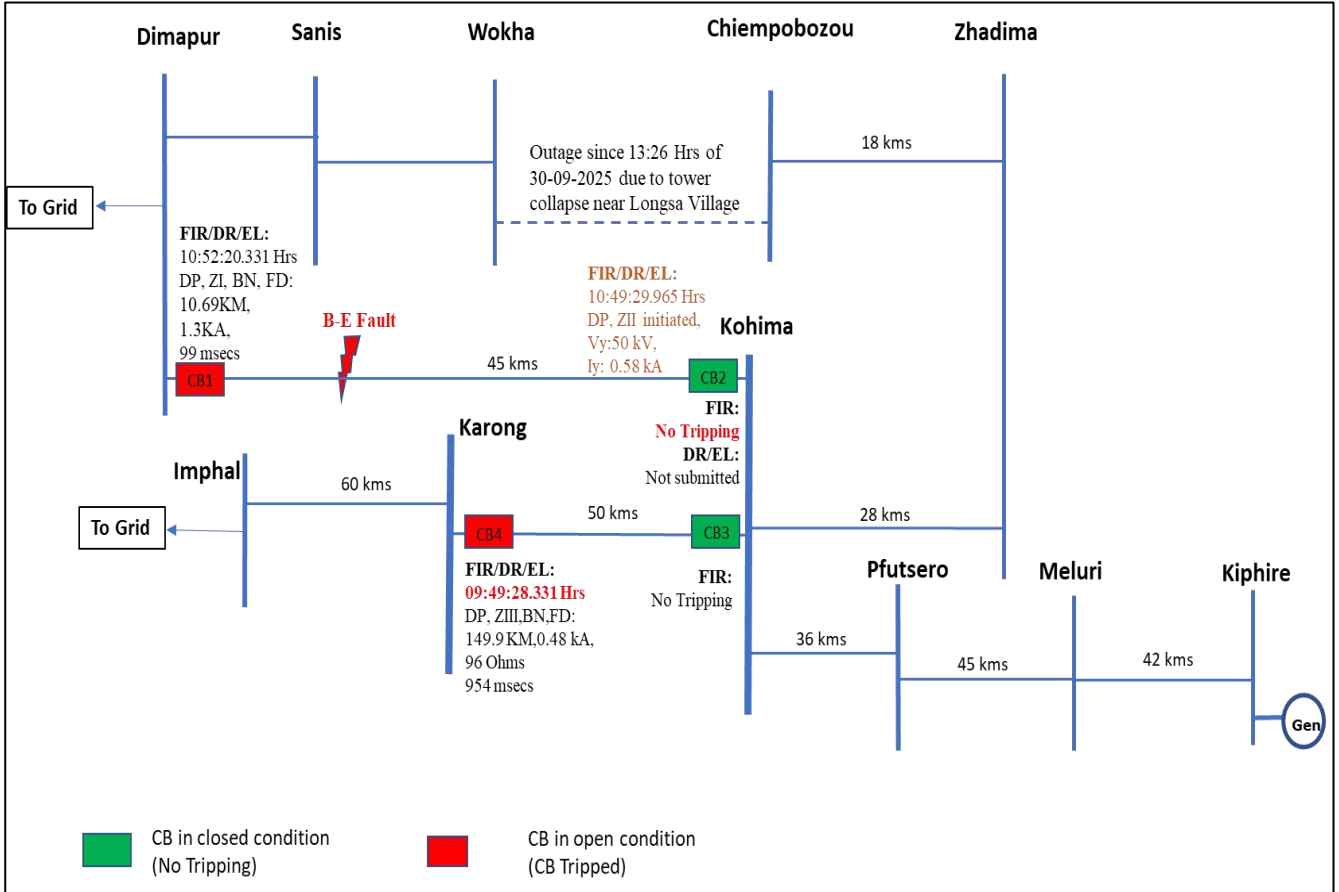 Dimapur
Sanis
Wokha
Chiempobozou
Zhadima
Outage since 13:26 Hrs of
30-09-2025 due to tower
collapse near Longsa Village
18 kms
To Grid
FIR/DR/EL:
10:52:20.331 Hrs
DP, ZI, BN, FD:
10.69KM,
1.3KA,
99 msecs
B-E Fault
FIR/DR/EL:
10:49:29.965 Hrs
DP, ZII initiated,
Vy:50 kV,
Iy: 0.58 kA
Kohima
CB1
45 kms
CB2
FIR:
No Tripping
DR/EL:
Not submitted
Karong
Imphal
60 kms
To Grid
CB4
50 kms
CB3
28 kms
FIR/DR/EL:
09:49:28.331 Hrs
DP, ZIII,BN,FD:
149.9 KM,0.48 kA,
96 Ohms
954 msecs
FIR:
No Tripping
Pfutsero
Meluri
Kiphire
36 kms
45 kms
42 kms
Gen
CB in closed condition
(No Tripping)
CB in open condition
(CB Tripped)